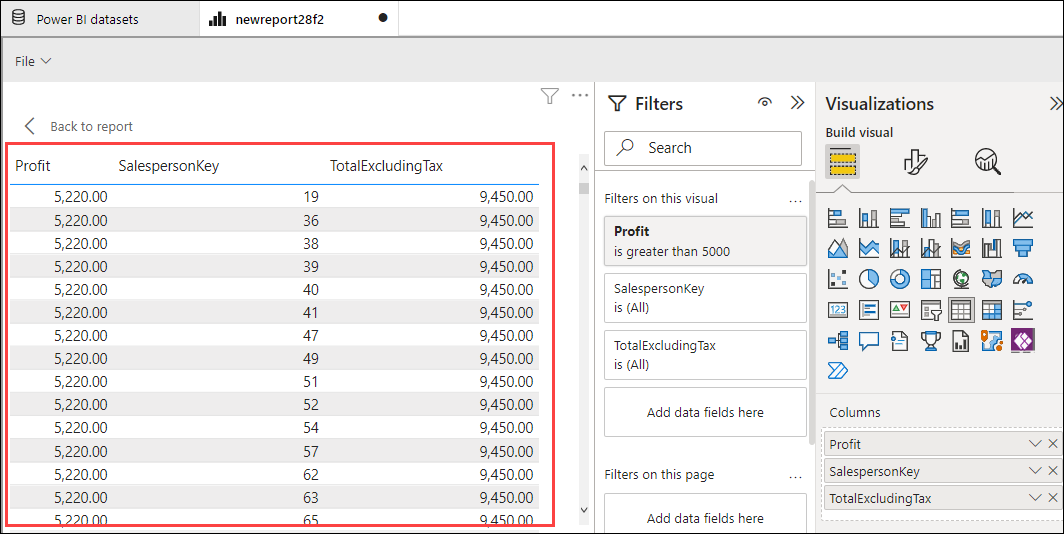 Power BI datasets
newreport28f2
File
Back to report
Profit SalespersonKey TotalExcludingTax
5,220.00 19 9,450.00
5,220.00 36 9,450.00
5,220.00 38 9,450.00
5,220.00 39 9,450.00
5,220.00 40 9,450.00
5,220.00 41 9,450.00
5,220.00 47 9,450.00
5,220.00 49 9,450.00
5,220.00 51 9,450.00
5,220.00 52 9,450.00
5,220.00 54 9,450.00
5,220.00 57 9,450.00
5,220.00 62 9,450.00
5,220.00 63 9,450.00
5,220.00 65 9,450.00
Filters
Search
Filters on this visual
Profit
is greater than 5000
SalespersonKey
is (All)
TotalExcludingTax
is (All)
Add data fields here
Filters on this page
Add data fields here
Visualizations
Build visual
123
Columns
Profit
SalespersonKey
TotalExcludingTax